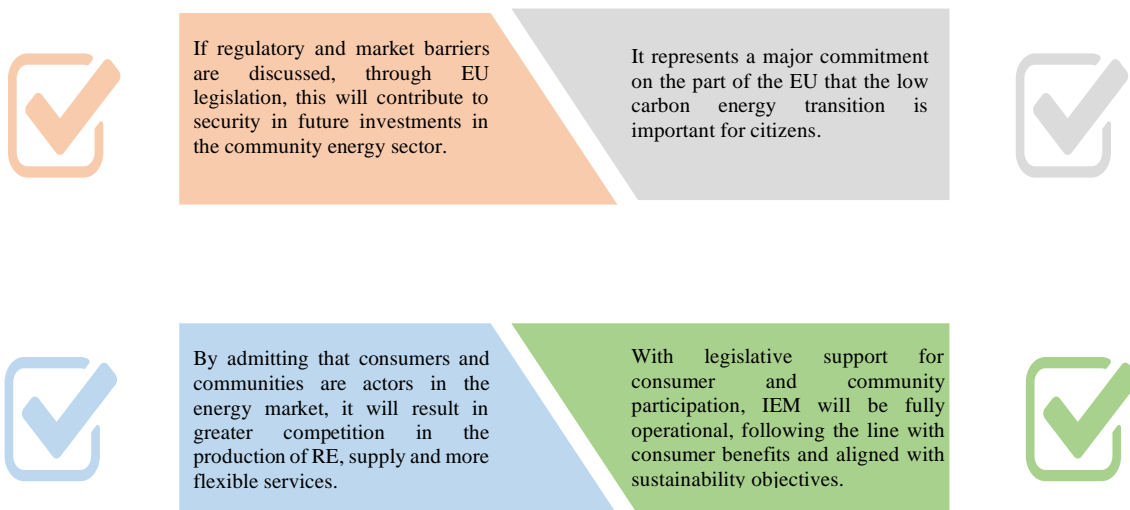 If regulatory and market barriers
are discussed, through EU
legislation, this will contribute to
security in future investments in
the community energy sector.
It represents a major commitment
on the part of the EU that the low
carbon energy transition is
important for citizens.
By admitting that consumers and
communities are actors in the
energy market, it will result in
greater competition in the
production of RE, supply and more
flexible services.
With legislative support for
consumer and community
participation, IEM will be fully
operational, following the line with
consumer benefits and aligned with
sustainability objectives.